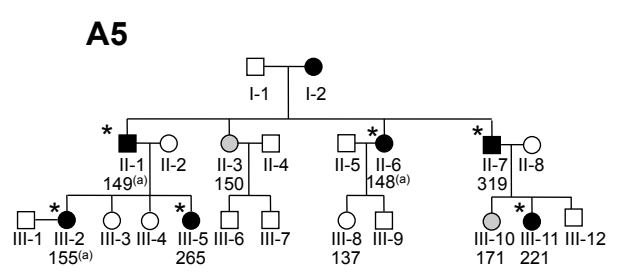 A5
I-1 I-2
* * *
II-1 II-2 II-3 II-4 II-5 II-6 II-7 II-8
149(a) 150 148(a) 319
* * *
III-1 III-2 III-3 III-4 III-5 III-6 III-7 III-8 III-9 III-10 III-11 III-12
155(a) 265 137 171 221